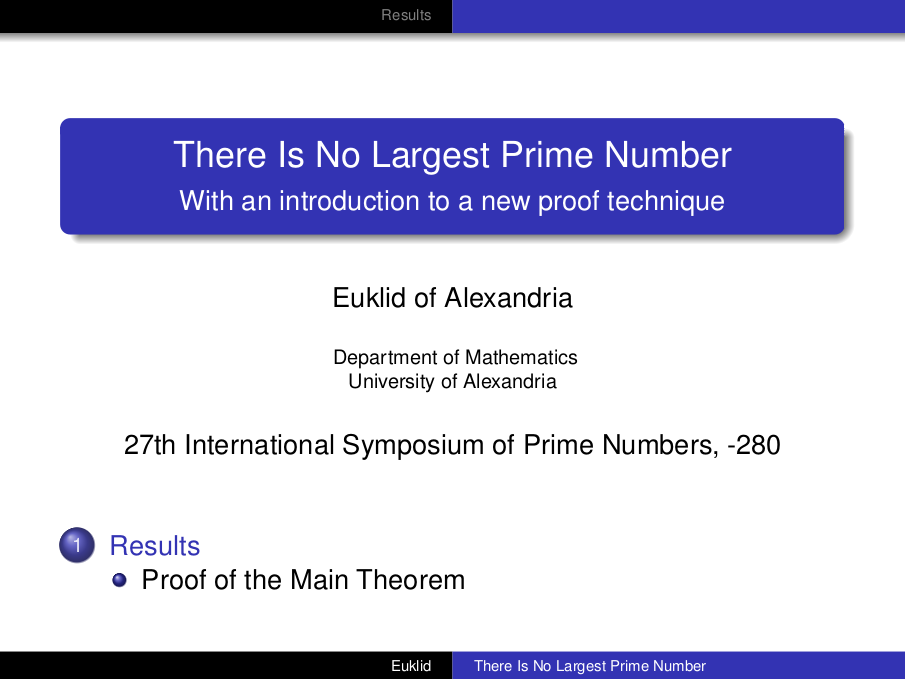 Results
There Is No Largest Prime Number
With an introduction to a new proof technique
Euklid of Alexandria
Department of Mathematics
University of Alexandria
27th International Symposium of Prime Numbers, -280
1 Results
Proof of the Main Theorem
Euklid There Is No Largest Prime Number